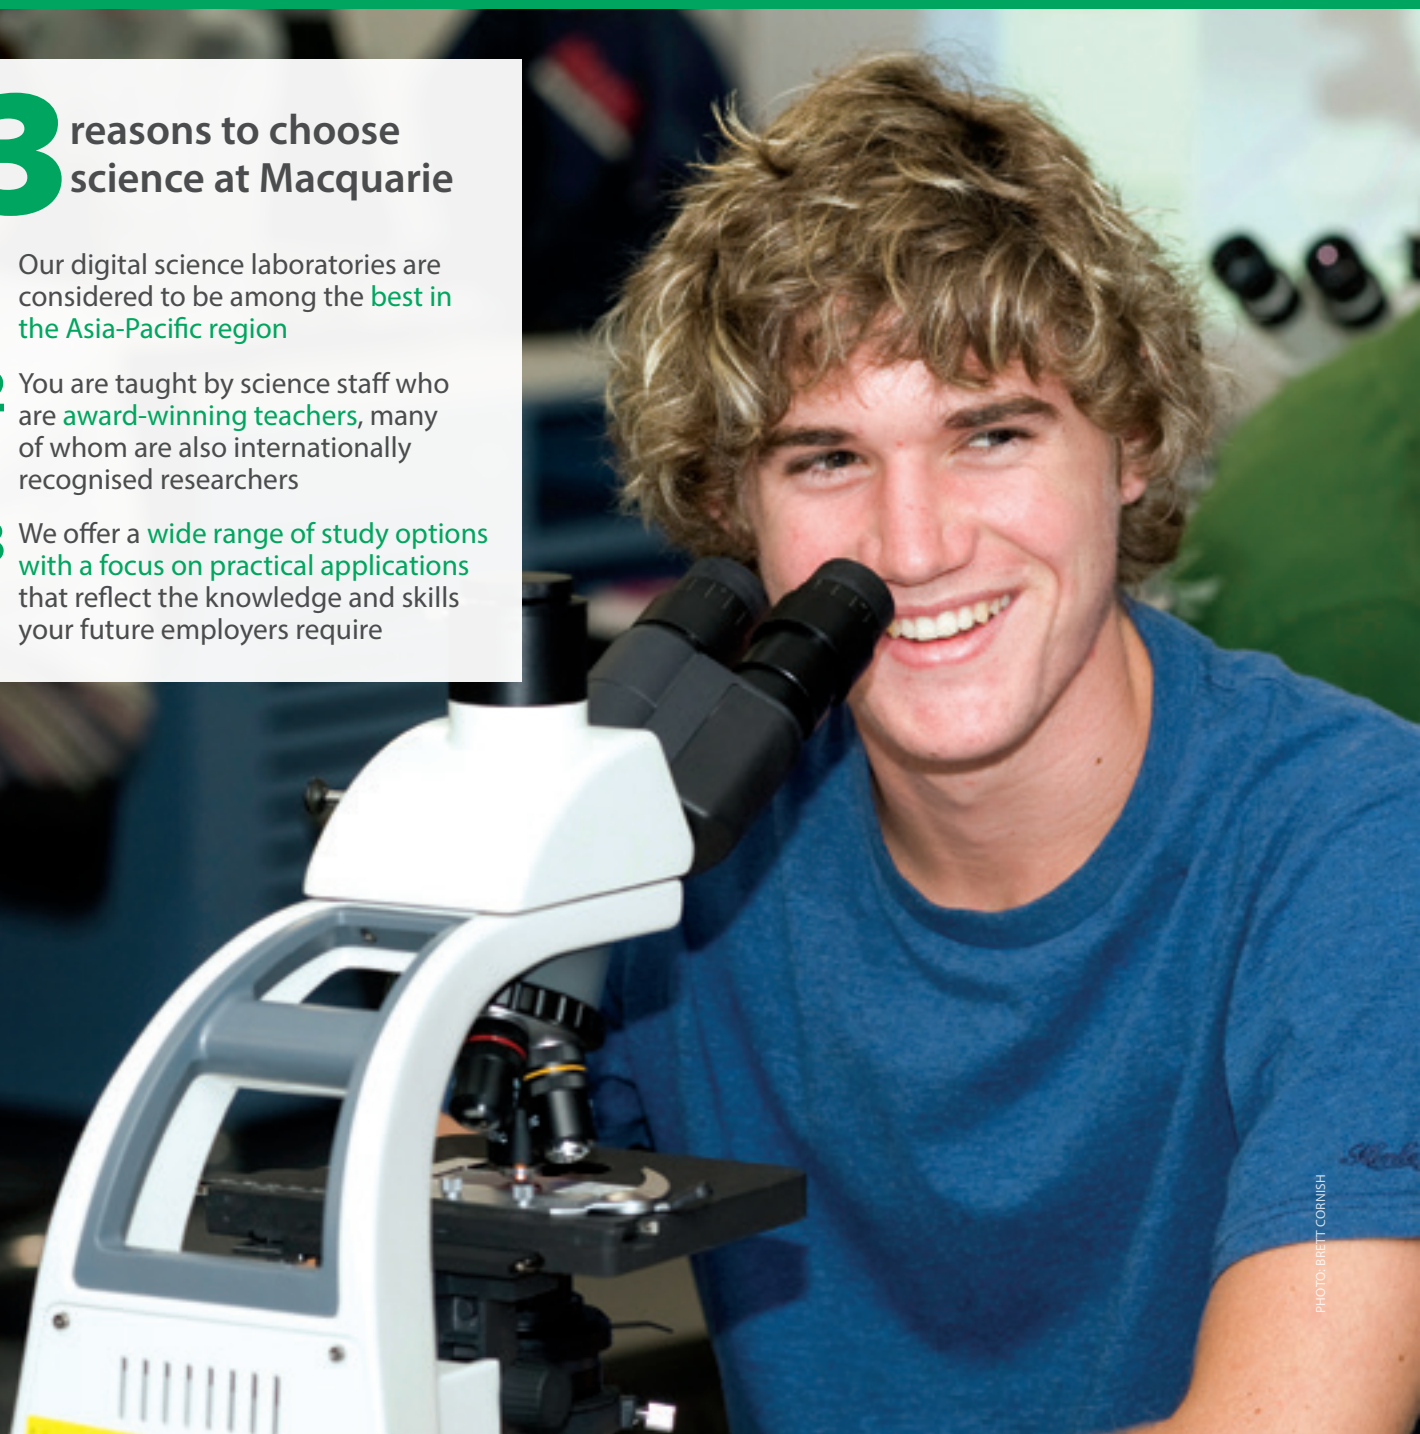 3 reasons to choose
science at Macquarie
Our digital science laboratories are
considered to be among the best in
the Asia-Pacific region
2 You are taught by science staff who
are award-winning teachers, many
of whom are also internationally
recognised researchers
3 We offer a wide range of study options
with a focus on practical applications
that reflect the knowledge and skills
your future employers require
PHOTO: BRETT CORNISH